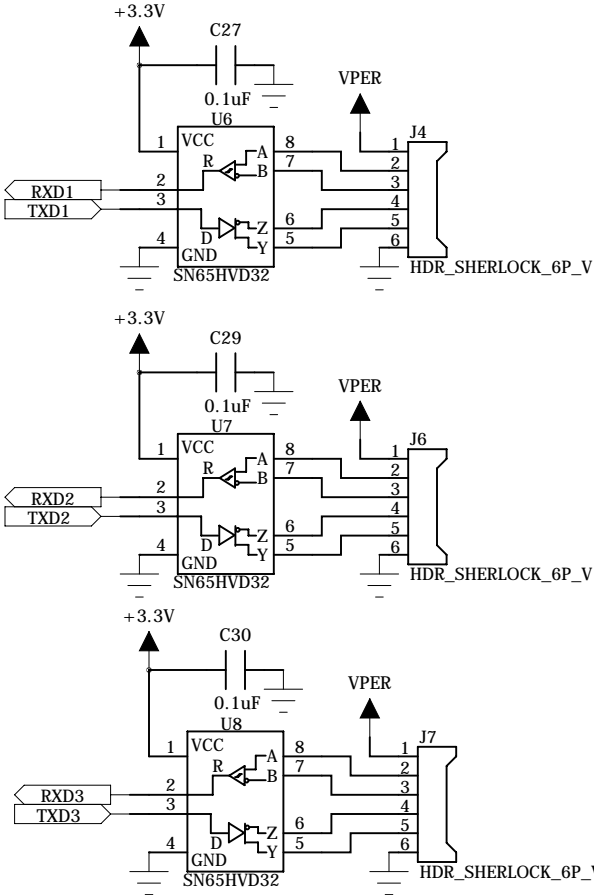 +3.3V
C27
0.1uF
VPER
U6
J4
1 VCC A 8 1
R B 7 2
RXD1 2 3
TXD1 3 Z 6 4
D Y 5 5
4 GND 6
SN65HVD32
HDR_SHERLOCK_6P_V
+3.3V
C29
0.1uF
VPER
U7
J6
1 VCC A 8 1
R B 7 2
RXD2 2 3
TXD2 3 Z 6 4
D Y 5 5
4 GND 6
SN65HVD32
HDR_SHERLOCK_6P_V
+3.3V
C30
0.1uF
VPER
U8
J7
1 VCC A 8 1
R B 7 2
RXD3 2 3
TXD3 3 Z 6 4
D Y 5 5
4 GND 6
SN65HVD32
HDR_SHERLOCK_6P_V